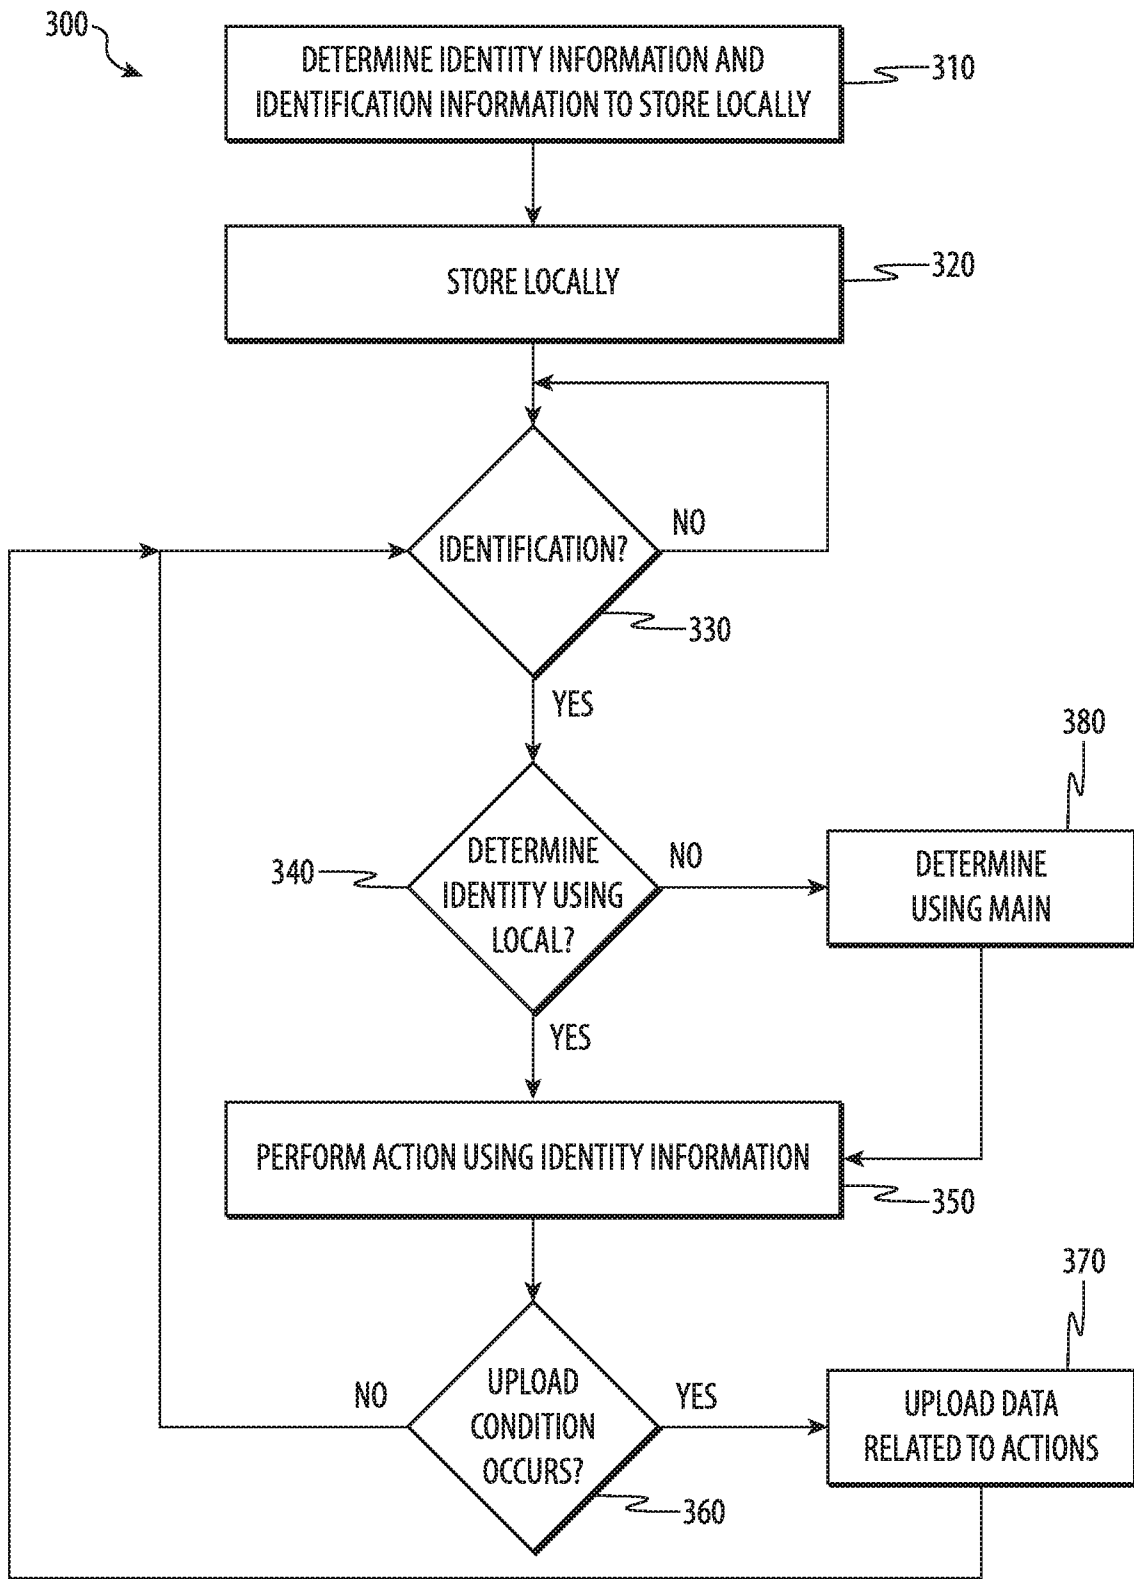 300
DETERMINE IDENTITY INFORMATION AND
IDENTIFICATION INFORMATION TO STORE LOCALLY
310
STORE LOCALLY
320
IDENTIFICATION?
NO
330
YES
340
DETERMINE
IDENTITY USING
LOCAL?
NO
380
DETERMINE
USING MAIN
YES
PERFORM ACTION USING IDENTITY INFORMATION
350
NO
UPLOAD
CONDITION
OCCURS?
YES
360
370
UPLOAD DATA
RELATED TO ACTIONS